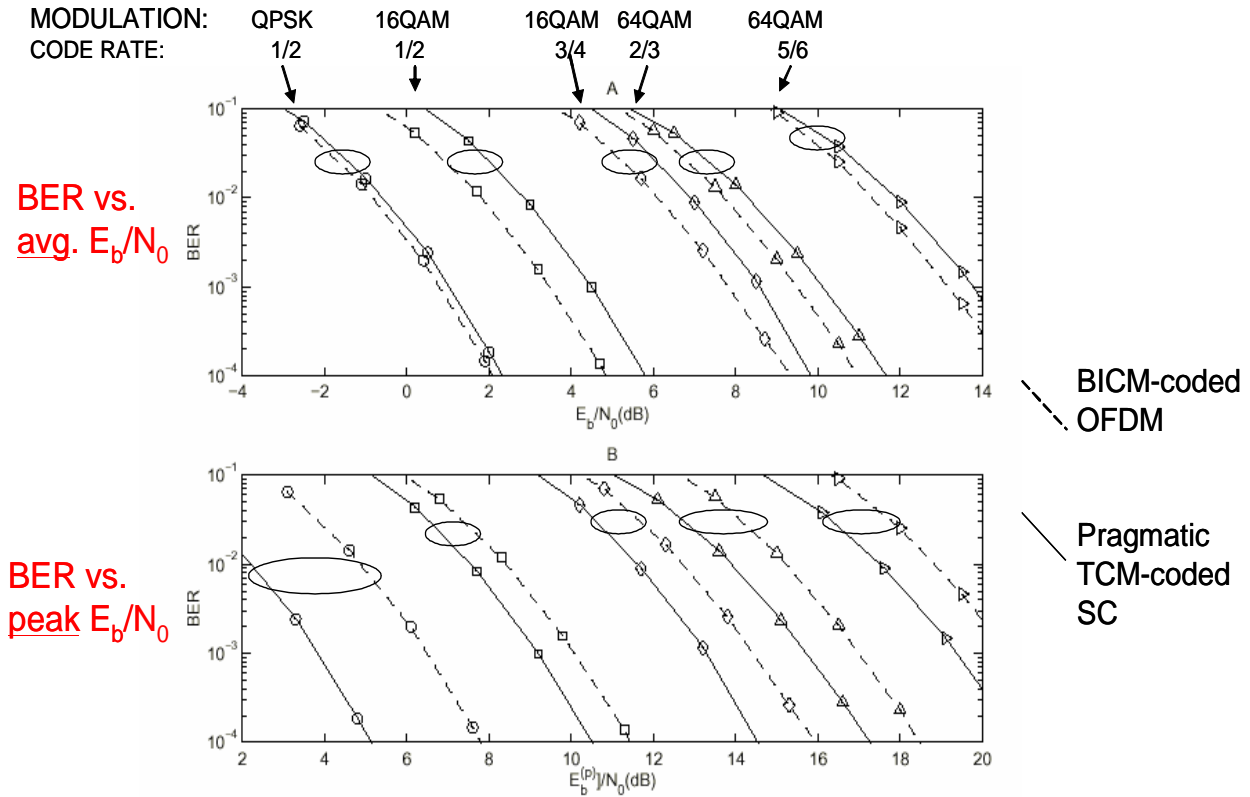 MODULATION: QPSK 16QAM 16QAM 64QAM 64QAM
CODE RATE: 1/2 1/2 3/4 2/3 5/6
A
BER vs.
avg. E_b/N_0
BER
10^-1
10^-2
10^-3
10^-4
−4 −2 0 2 4 6 8 10 12 14
E_b/N_0(dB)
BICM-coded
OFDM
B
BER vs.
peak E_b/N_0
BER
10^-1
10^-2
10^-3
10^-4
2 4 6 8 10 12 14 16 18 20
E_b^(p)]/N_0(dB)
Pragmatic
TCM-coded
SC